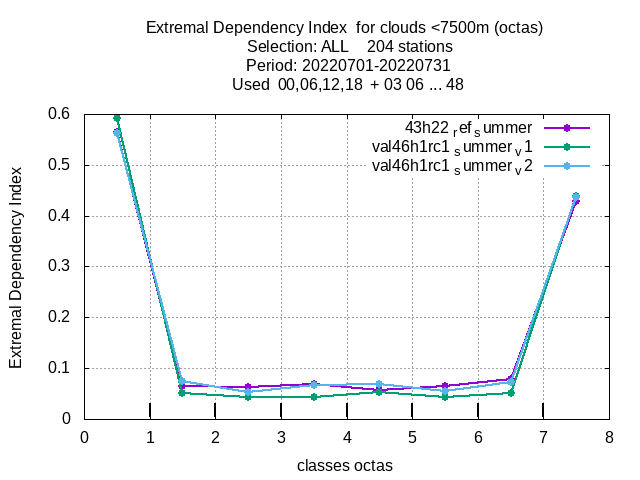 Extremal Dependency Index  for clouds <7500m (octas)
Selection: ALL    204 stations
Period: 20220701-20220731
Used  00,06,12,18  + 03 06 ... 48
43h22 ref summer
val46h1rc1 summer v1
val46h1rc1 summer v2
Extremal Dependency Index
0.6
0.5
0.4
0.3
0.2
0.1
0
0 1 2 3 4 5 6 7 8
classes octas